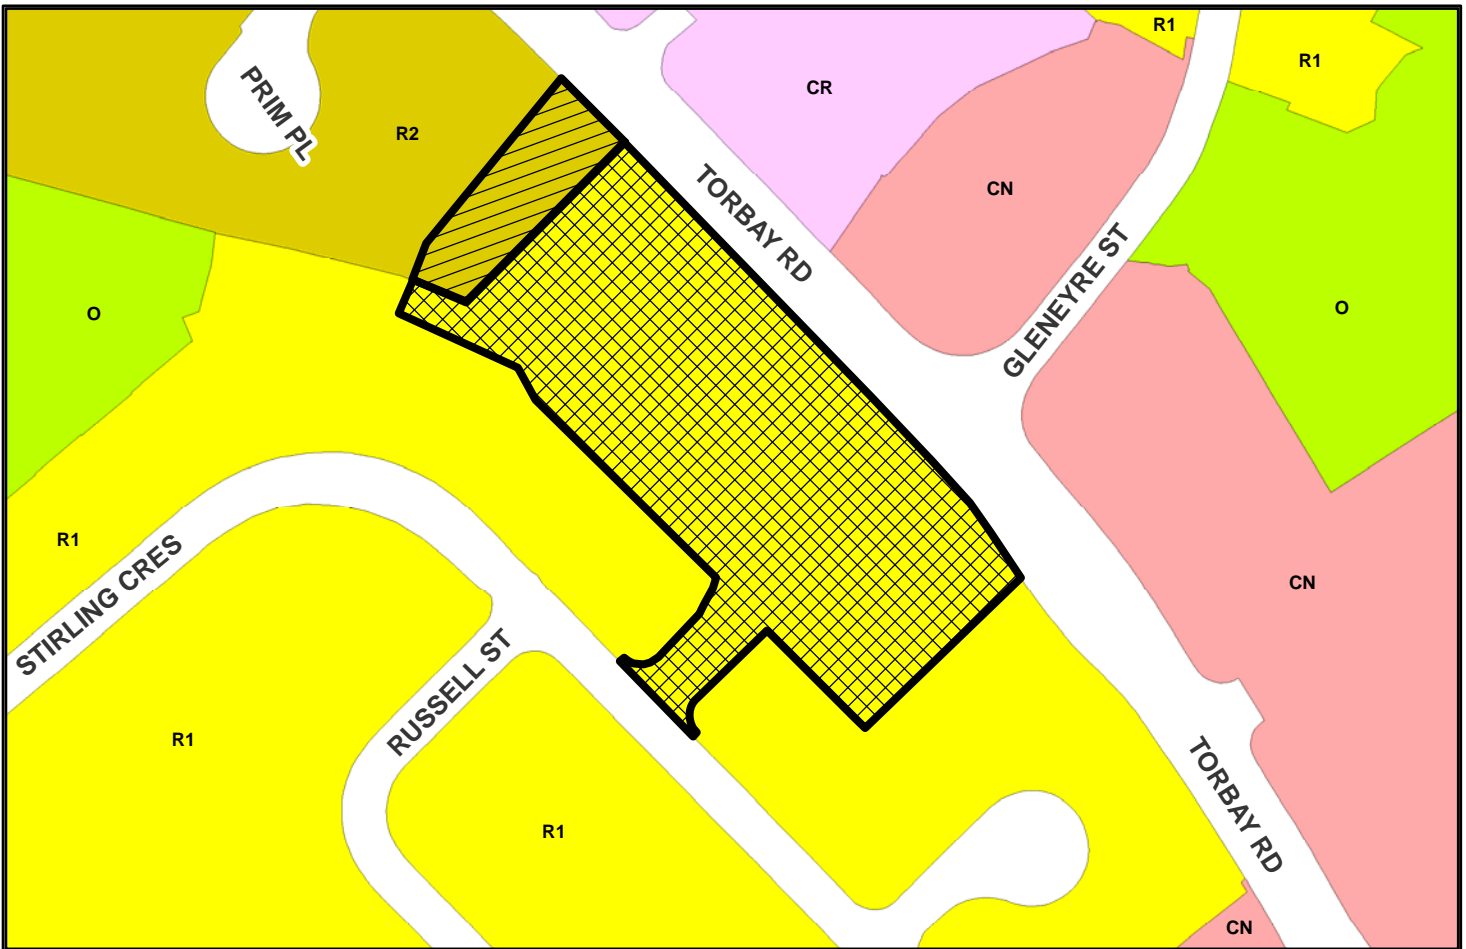 R1
R1
CR
PRIM PL
R2
CN
TORBAY RD
GLENEYRE ST
O
O
R1
STIRLING CRES
CN
RUSSELL ST
R1
TORBAY RD
R1
CN